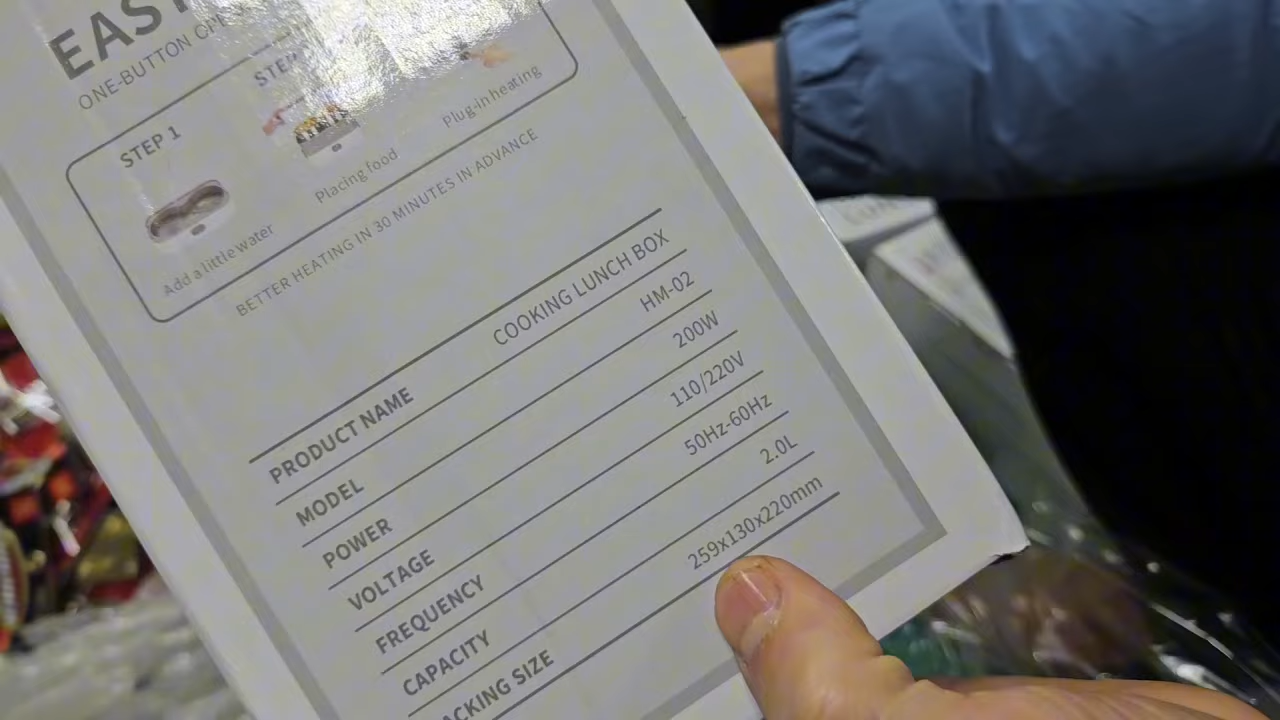 EAST
ONE-BUTTON
STEP 1
STEP
Add a little water
Placing food
Plug-in heating
BETTER HEATING IN 30 MINUTES IN ADVANCE
PRODUCT NAME COOKING LUNCH BOX
MODEL HM-02
POWER 200W
VOLTAGE 110/220V
FREQUENCY 50Hz-60Hz
CAPACITY 2.0L
ACKING SIZE 259x130x220mm